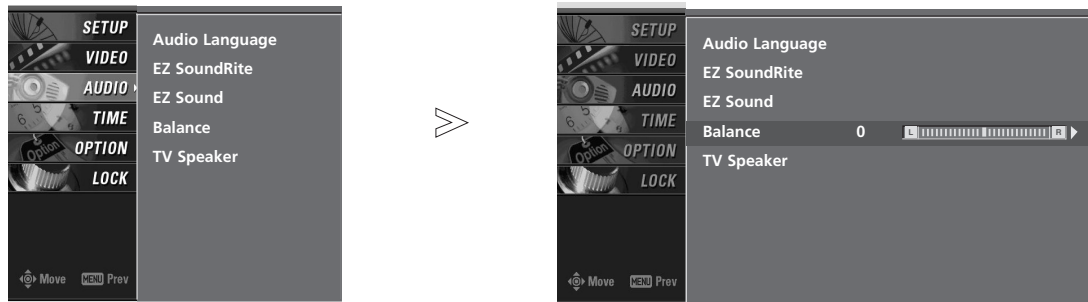 SETUP
VIDEO
AUDIO
TIME
OPTION
LOCK
Audio Language
EZ SoundRite
EZ Sound
Balance
TV Speaker
Move MENU Prev
SETUP
VIDEO
AUDIO
TIME
OPTION
LOCK
Audio Language
EZ SoundRite
EZ Sound
Balance 0 L R
TV Speaker
Move MENU Prev